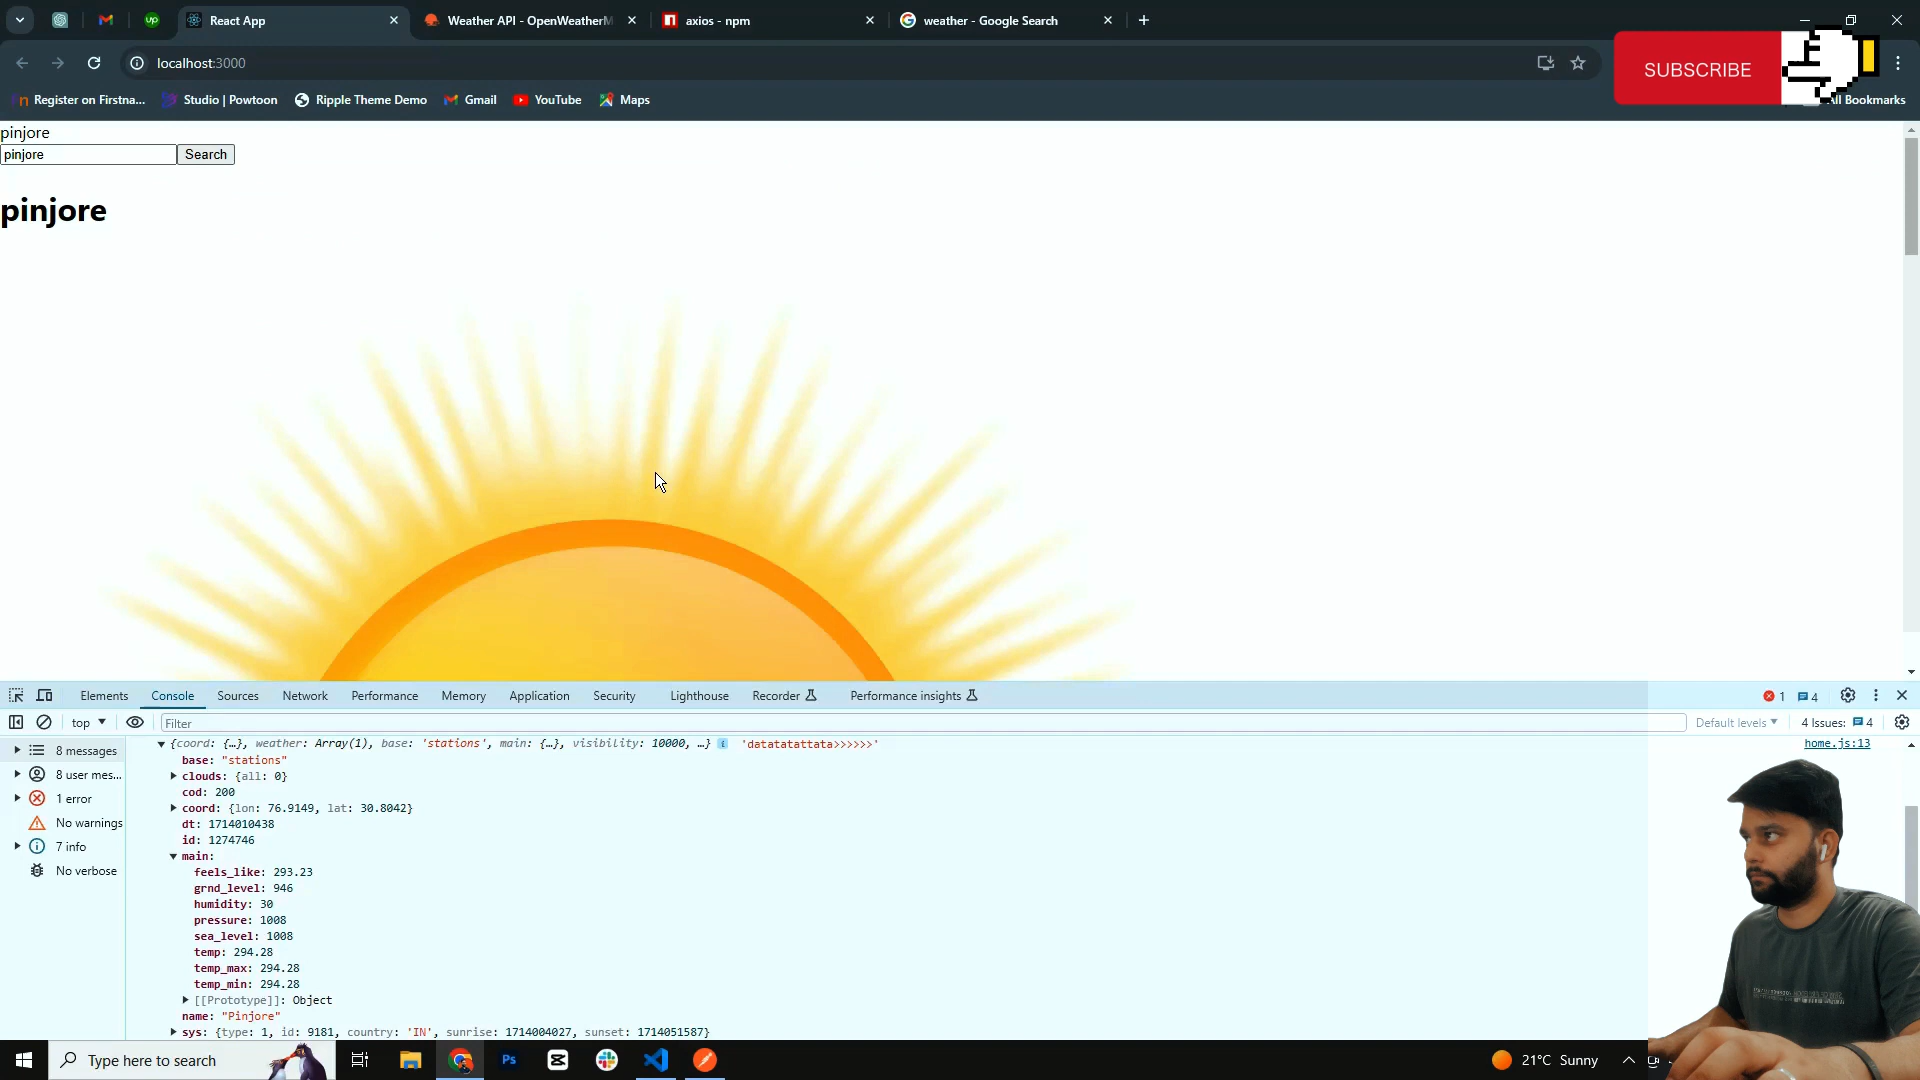 React App
Weather API - OpenWeatherM
axios - npm
weather - Google Search
localhost:3000
SUBSCRIBE
Register on Firstna...
Studio | Powtoon
Ripple Theme Demo
Gmail
YouTube
Maps
All Bookmarks
pinjore
pinjore
Search
pinjore
Elements
Console
Sources
Network
Performance
Memory
Application
Security
Lighthouse
Recorder
Performance insights
1
4
top
Filter
Default levels
4 Issues:
4
8 messages
8 user mes...
1 error
No warnings
7 info
No verbose
{coord: {…}, weather: Array(1), base: 'stations', main: {…}, visibility: 10000, …} 'datatatattata>>>>>>'
home.js:13
base: "stations"
clouds: {all: 0}
cod: 200
coord: {lon: 76.9149, lat: 30.8042}
dt: 1714010438
id: 1274746
main:
feels_like: 293.23
grnd_level: 946
humidity: 30
pressure: 1008
sea_level: 1008
temp: 294.28
temp_max: 294.28
temp_min: 294.28
[[Prototype]]: Object
name: "Pinjore"
sys: {type: 1, id: 9181, country: 'IN', sunrise: 1714004027, sunset: 1714051587}
Type here to search
Ps
21°C Sunny